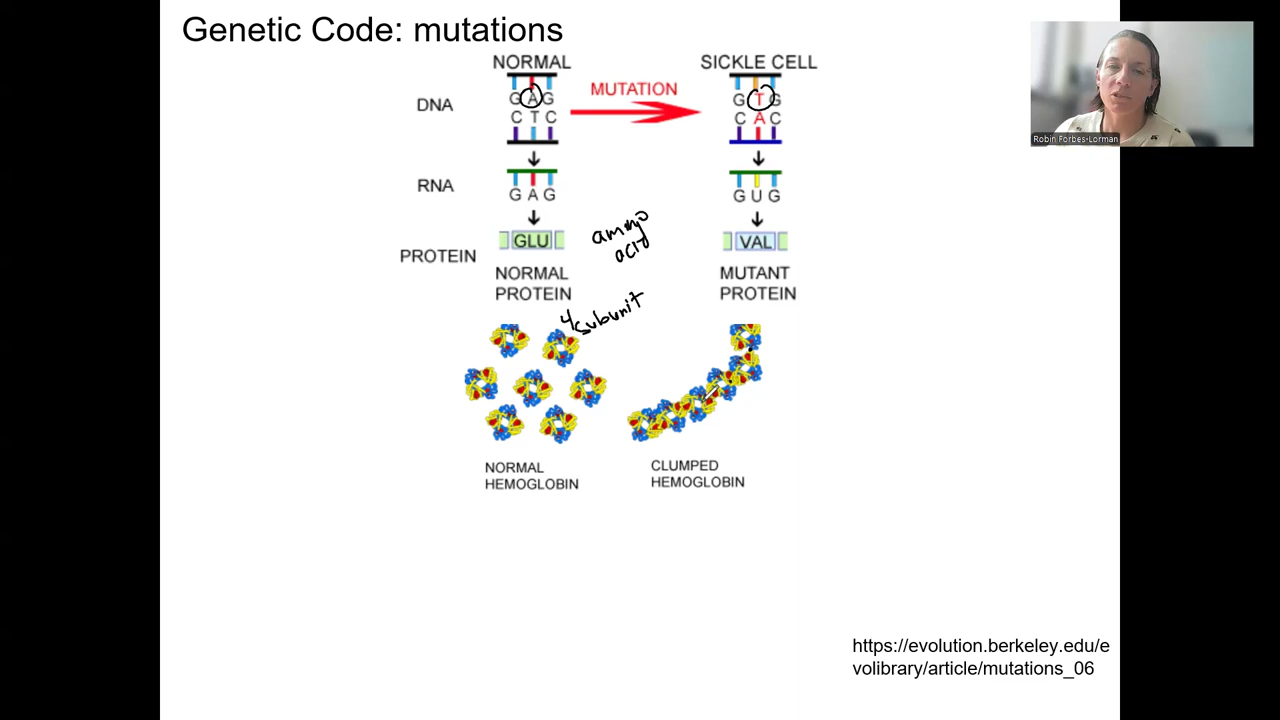 Genetic Code: mutations
Robin Forbes-Lorman
NORMAL
SICKLE CELL
MUTATION
DNA
G A G
C T C
G T G
C A C
RNA
G A G
G U G
PROTEIN
GLU
VAL
amino
acid
NORMAL
PROTEIN
MUTANT
PROTEIN
4 subunit
NORMAL
HEMOGLOBIN
CLUMPED
HEMOGLOBIN
https://evolution.berkeley.edu/e
volibrary/article/mutations_06